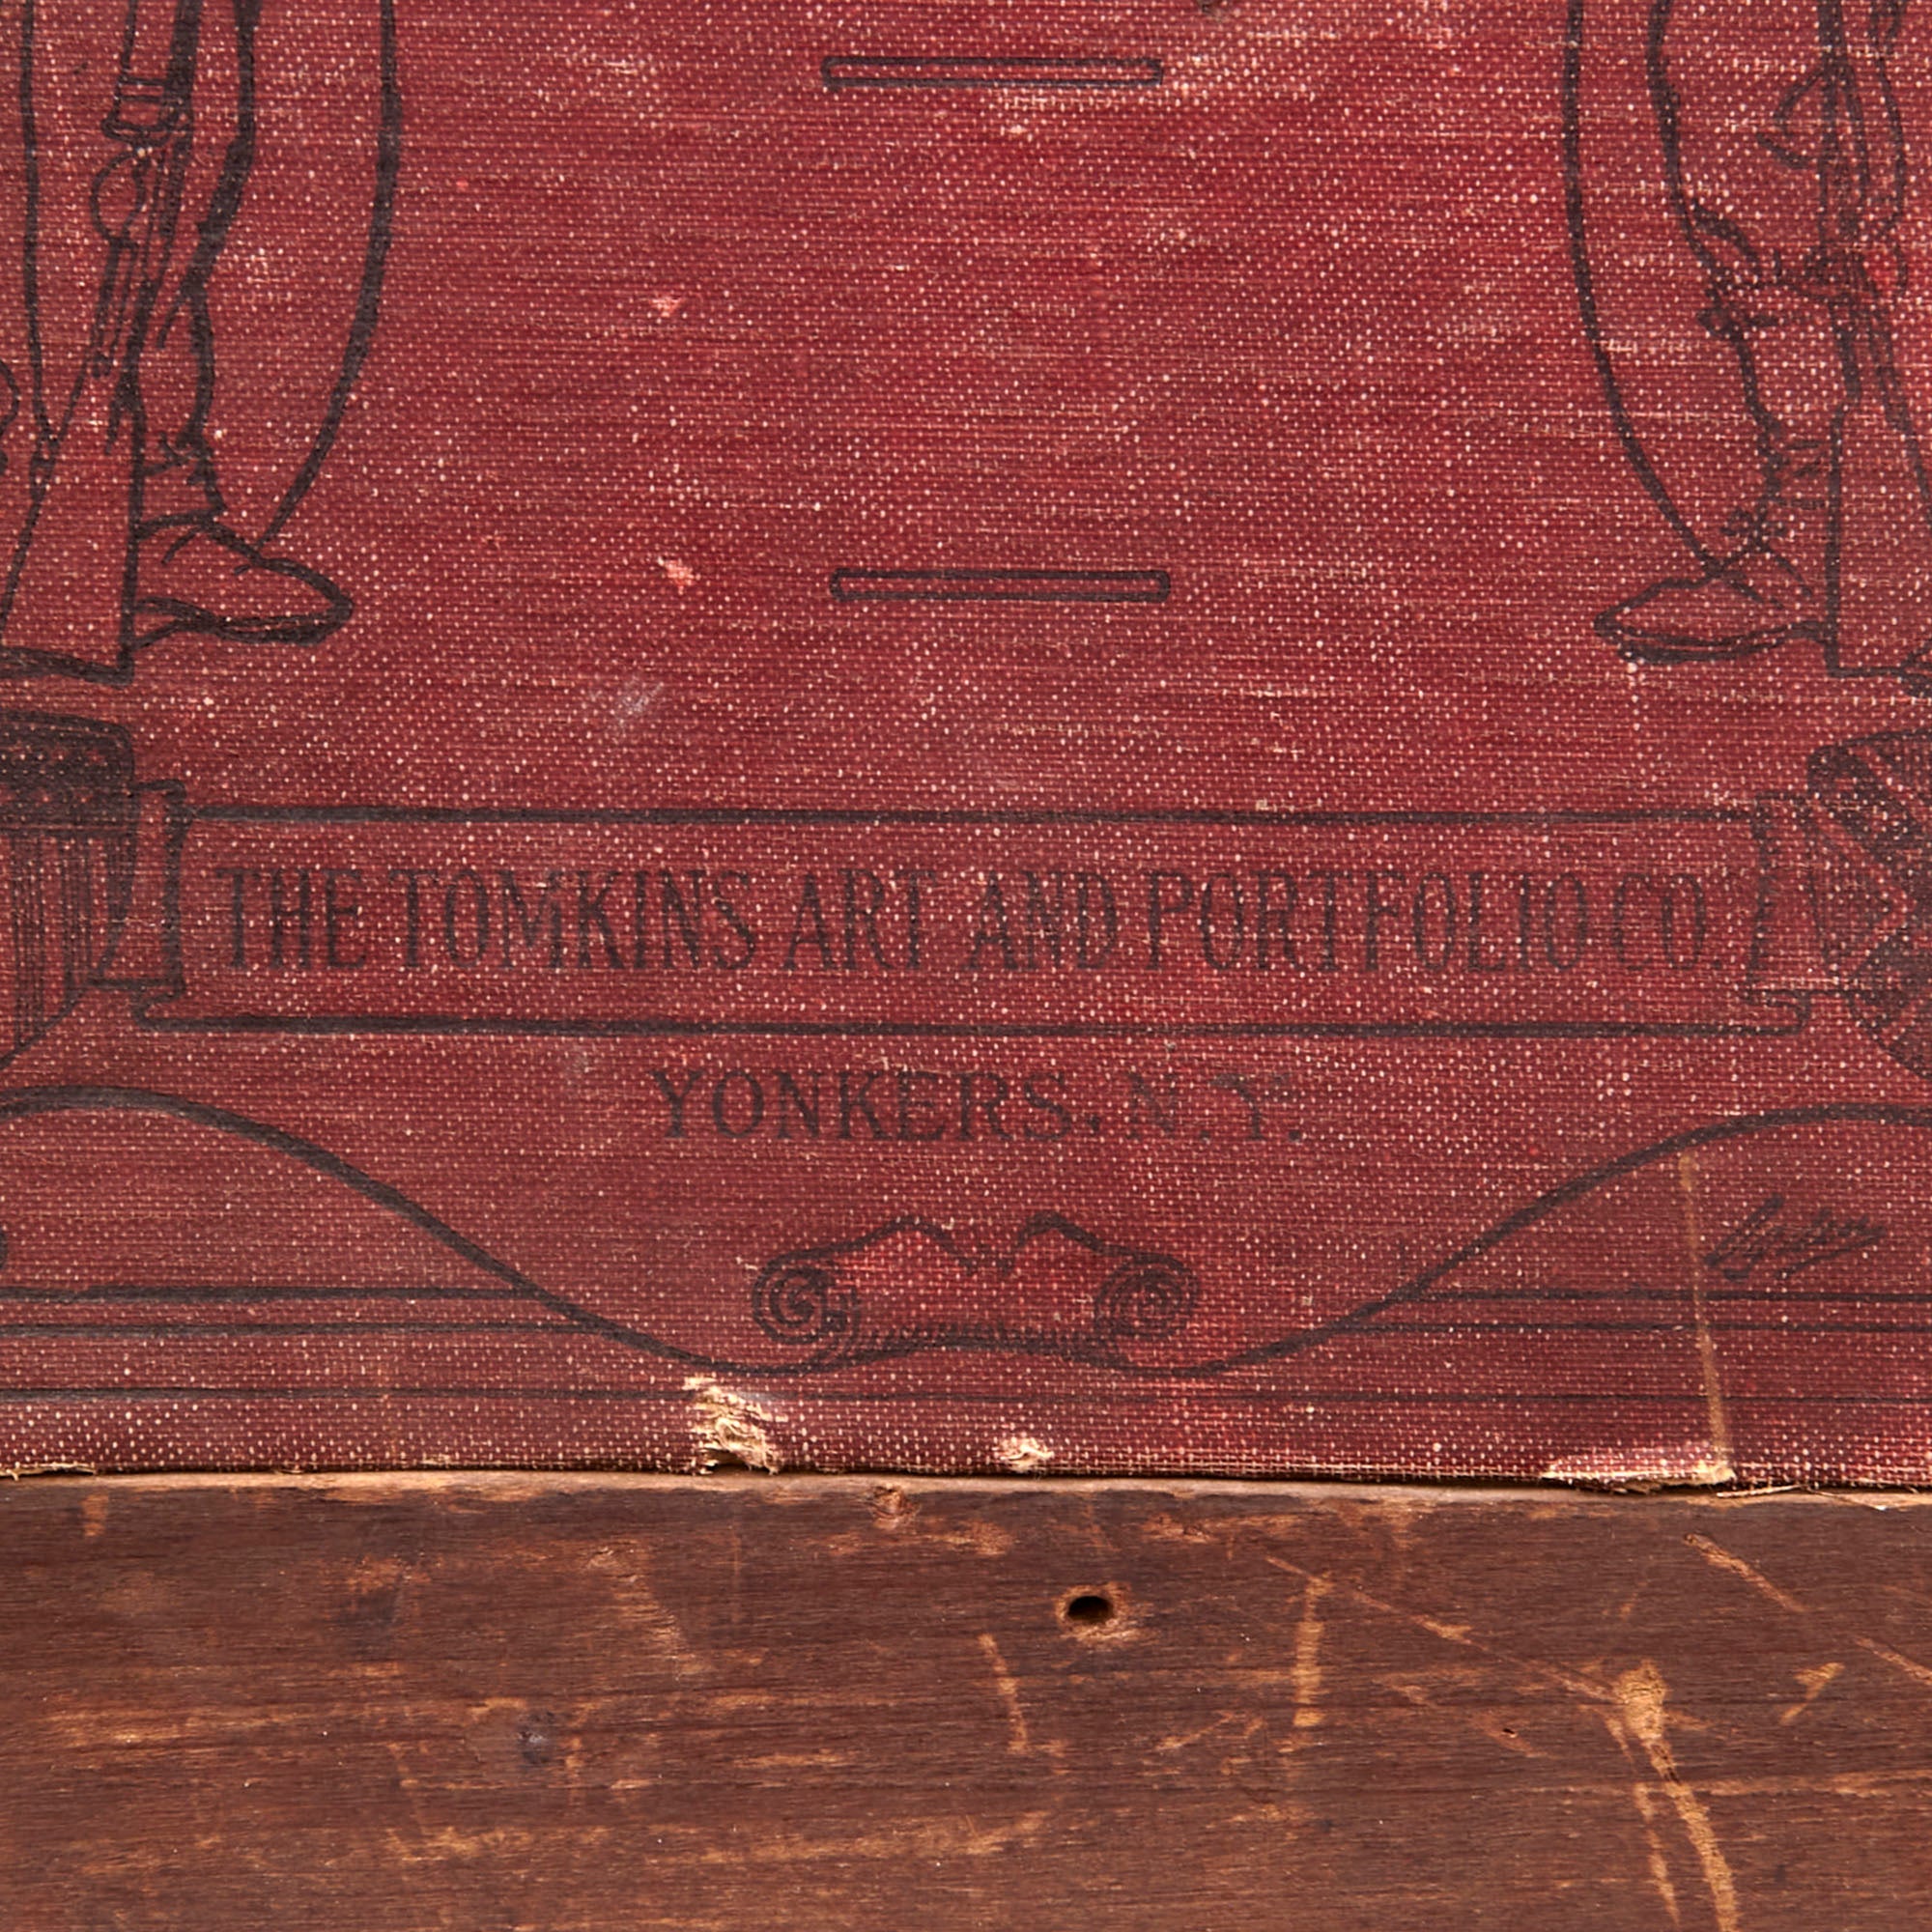 THE TOMKINS ART AND PORTFOLIO CO.
YONKERS. N.Y.